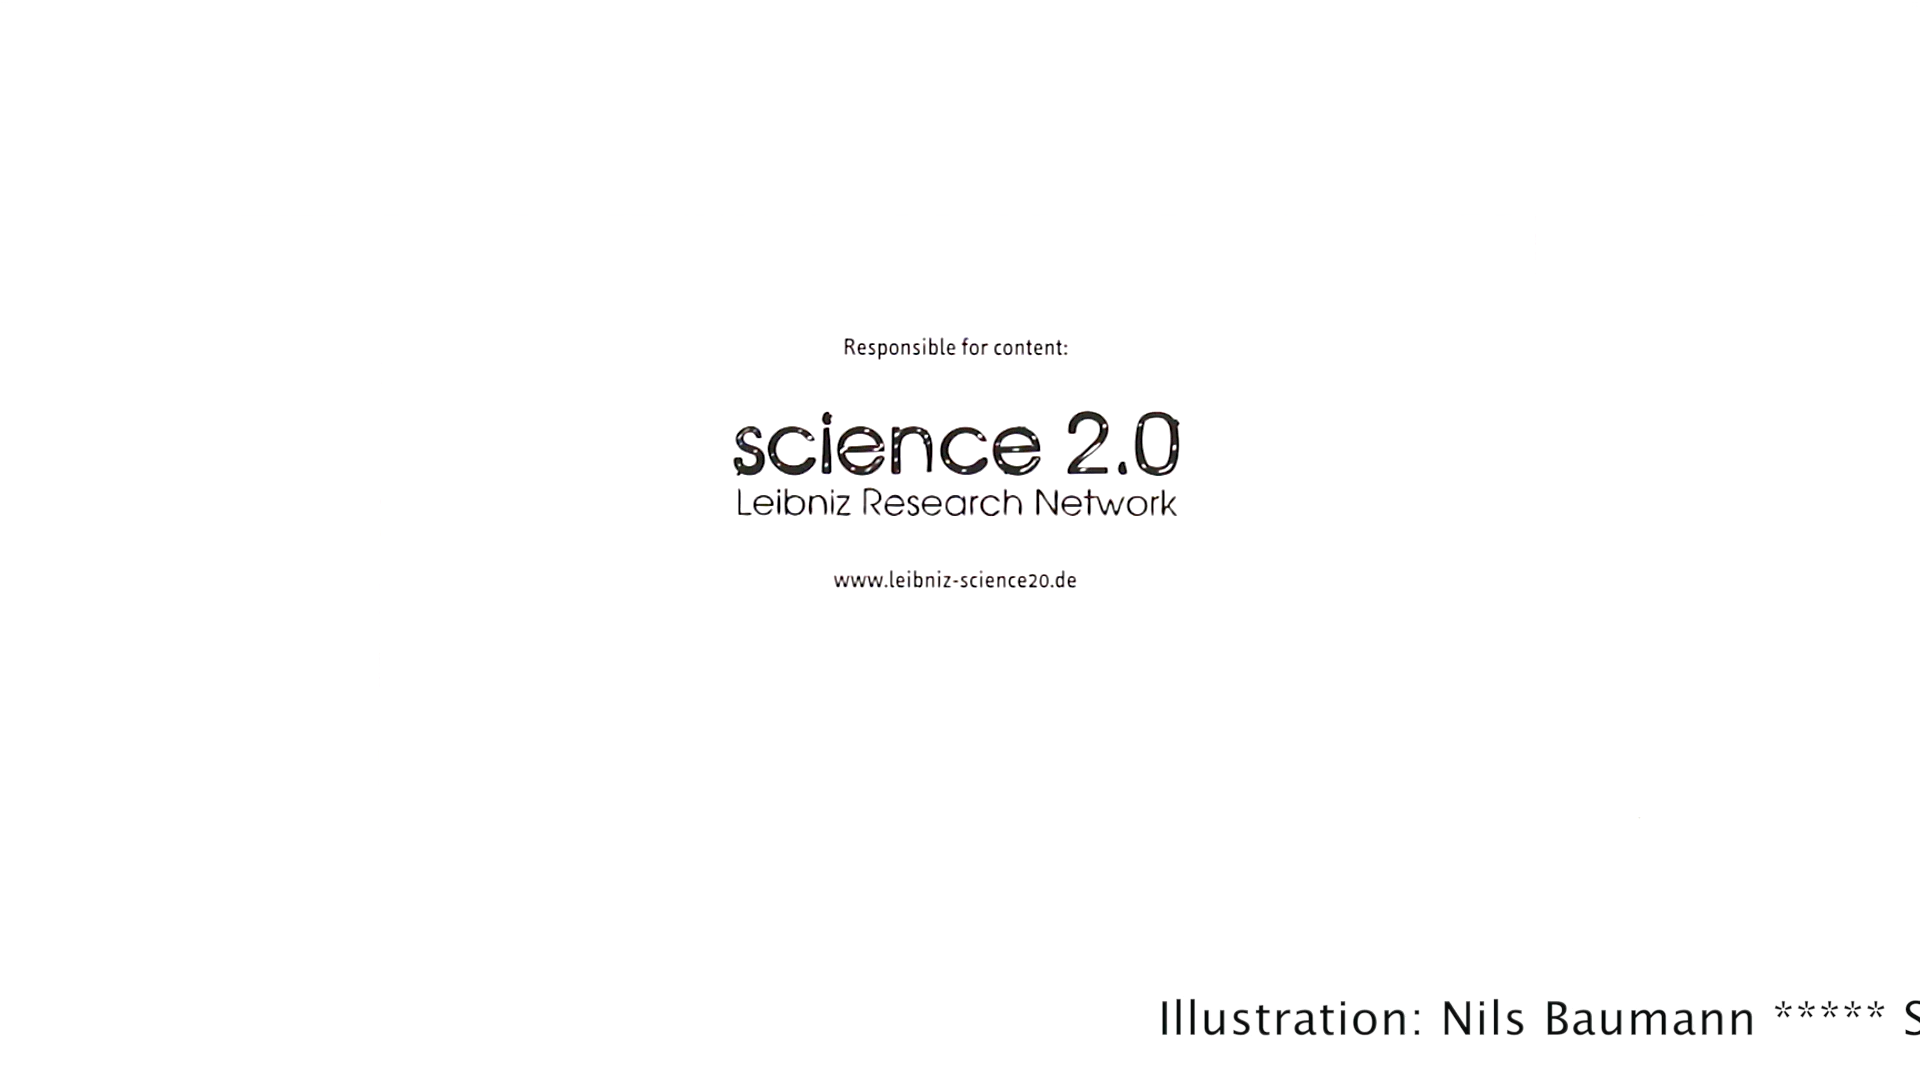 Responsible for content:
science 2.0
Leibniz Research Network
www.leibniz-science20.de
Illustration: Nils Baumann ***** S